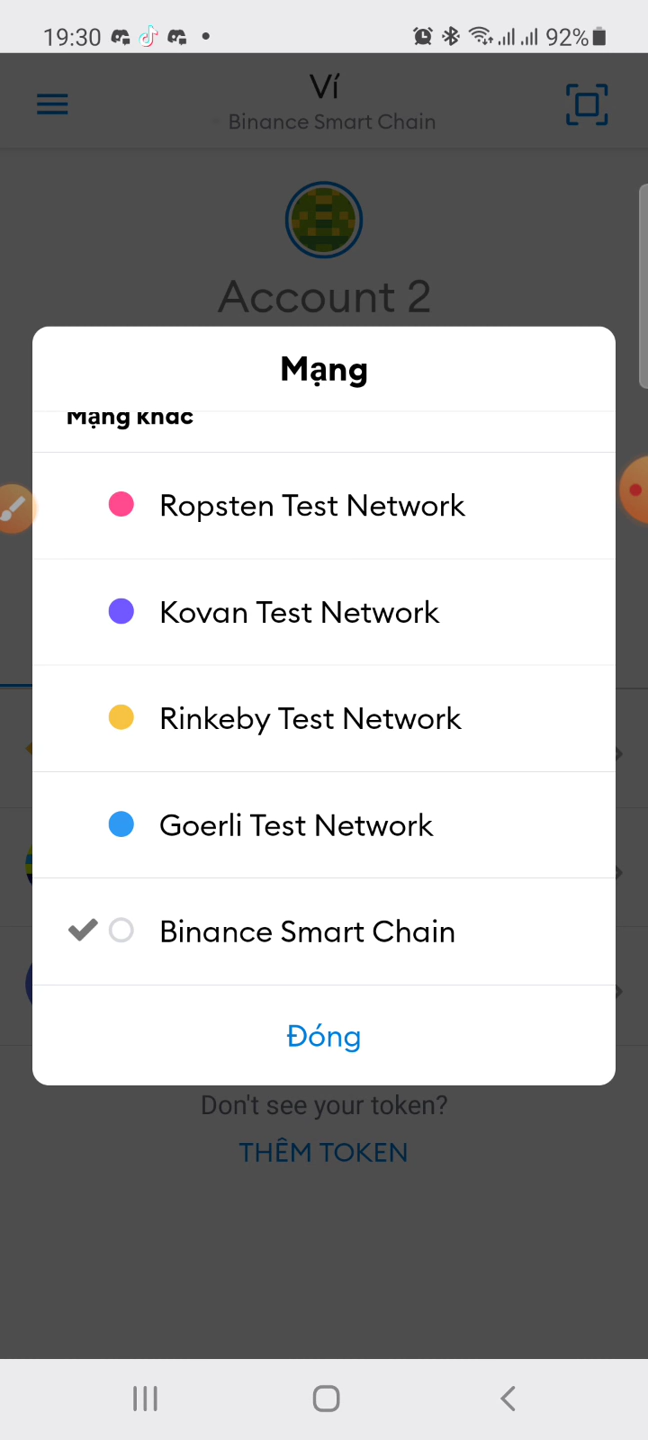 19:30
92%
Ví
Binance Smart Chain
Account 2
Mạng
Mạng khác
Ropsten Test Network
Kovan Test Network
Rinkeby Test Network
Goerli Test Network
Binance Smart Chain
Đóng
Don't see your token?
THÊM TOKEN